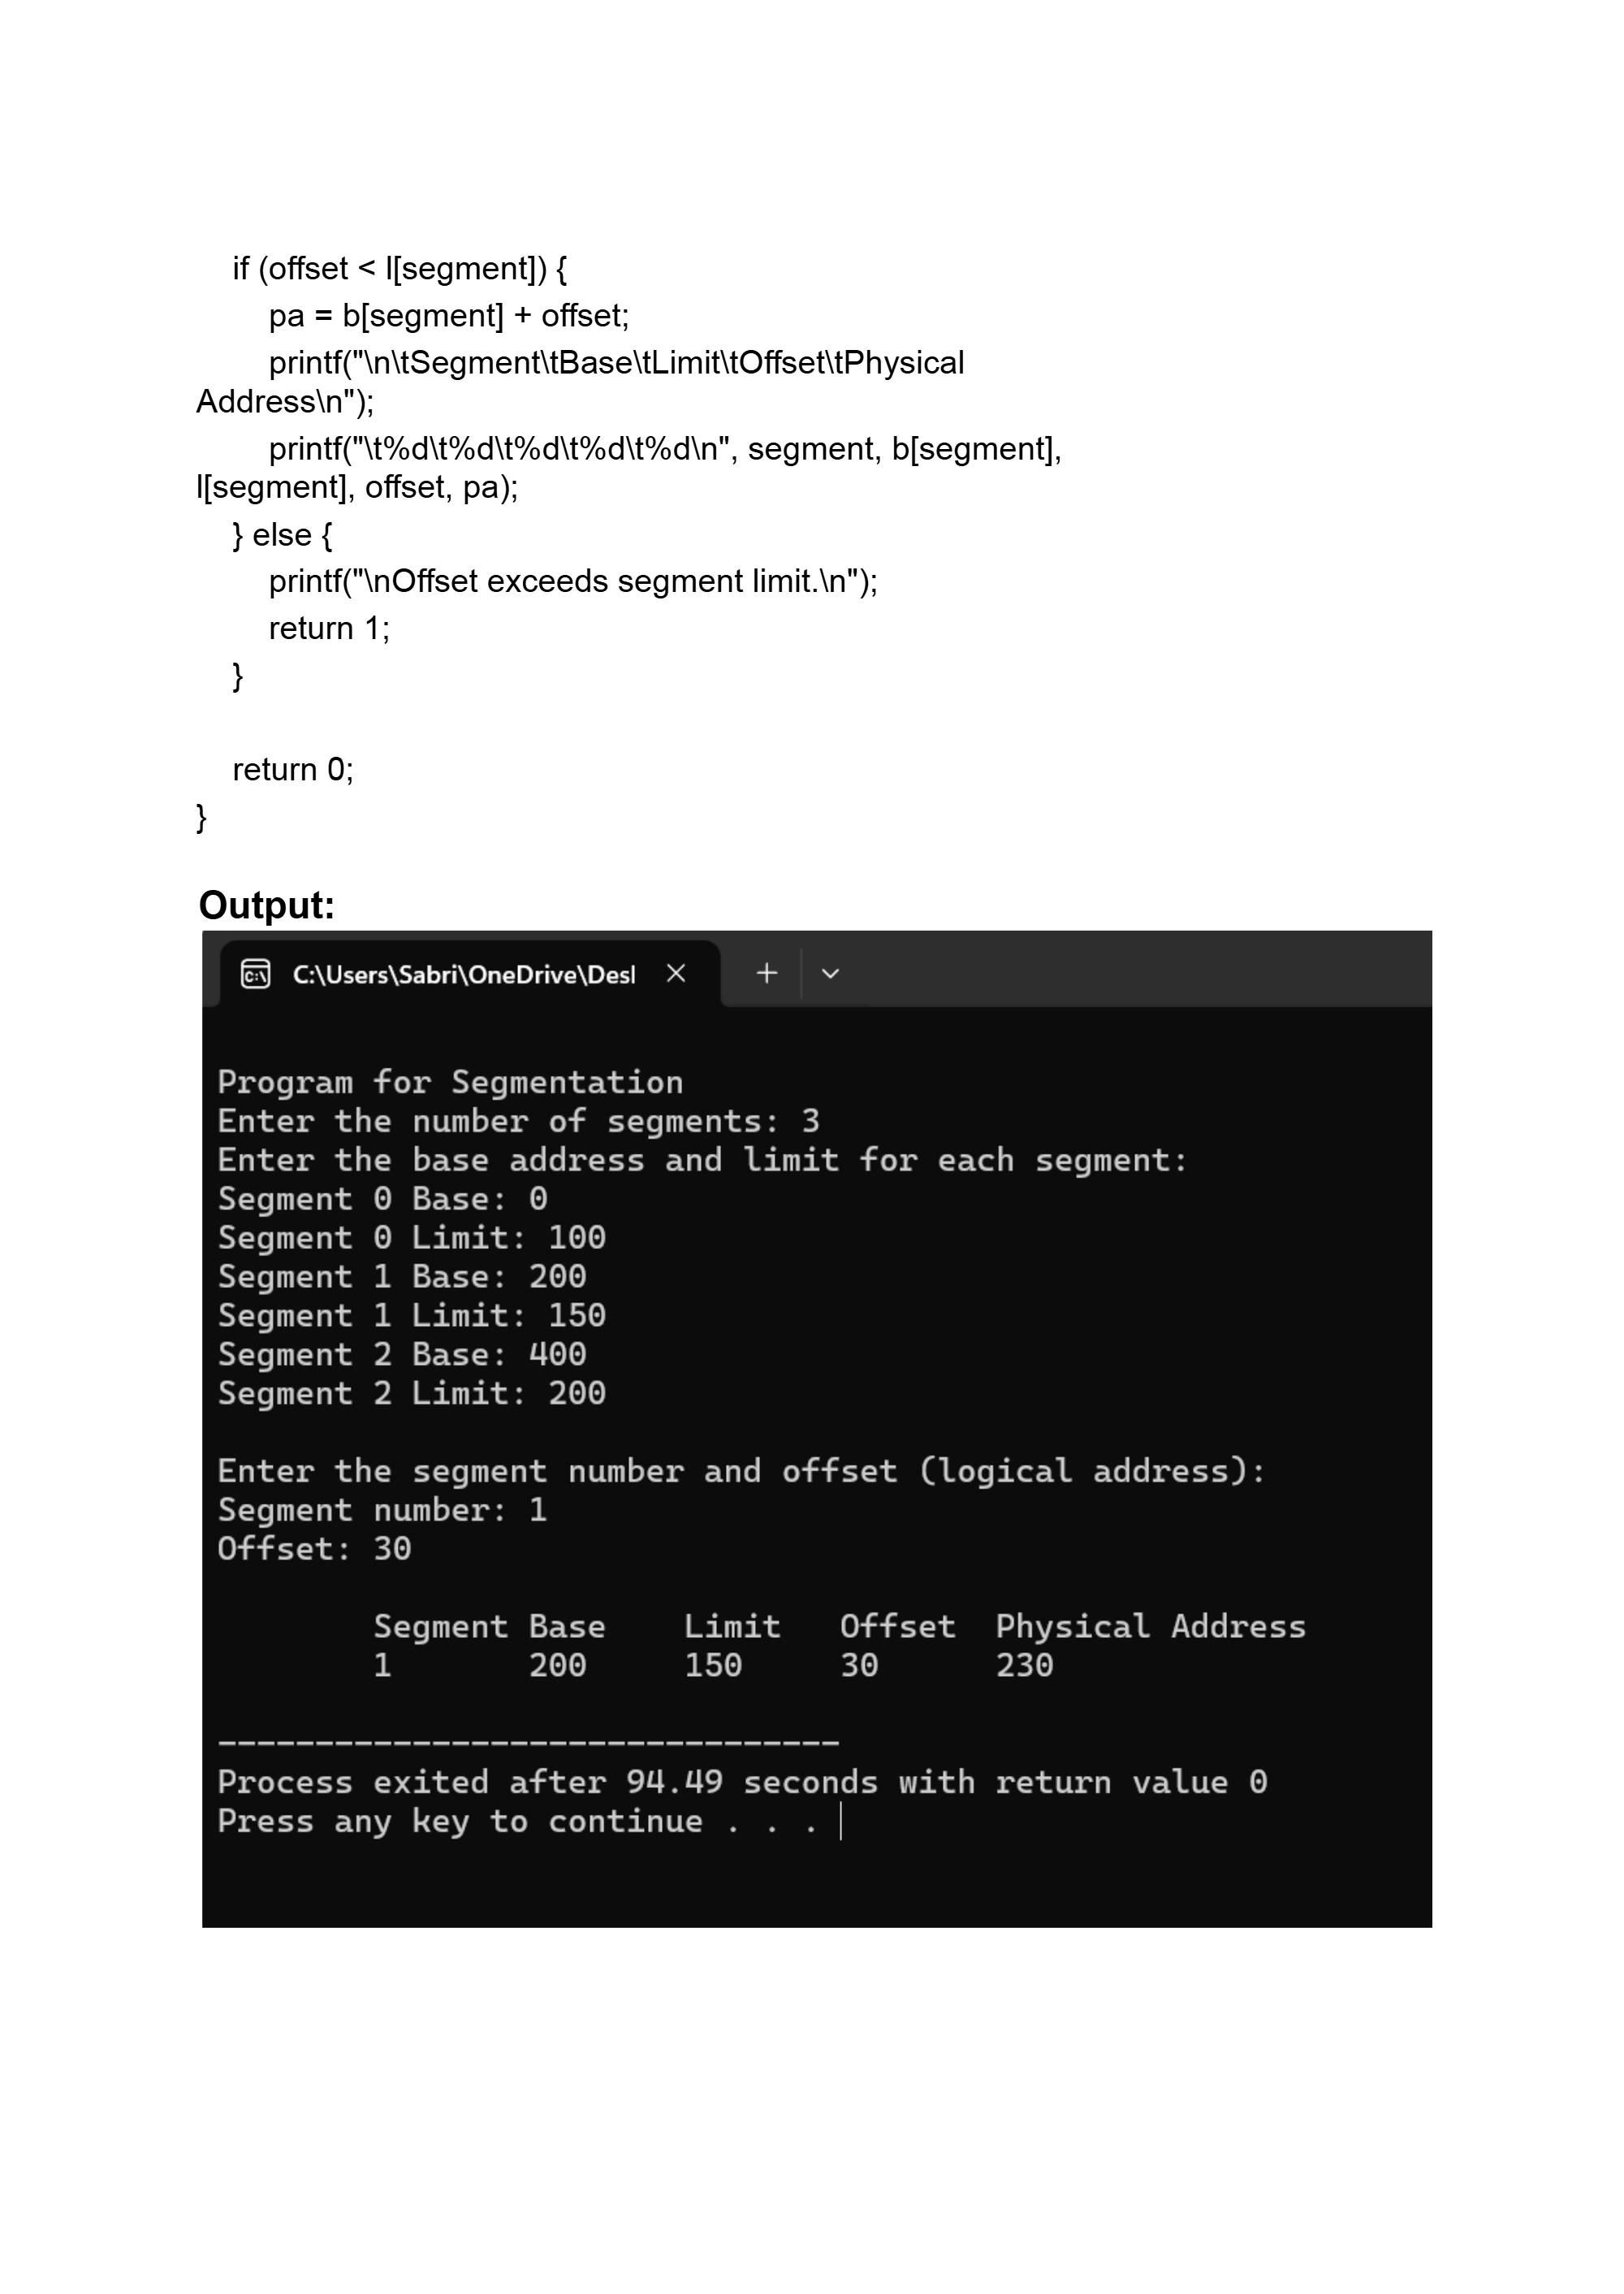 if (offset < l[segment]) {
pa = b[segment] + offset;
printf("\n\tSegment\tBase\tLimit\tOffset\tPhysical
Address\n");
printf("\t%d\t%d\t%d\t%d\t%d\n", segment, b[segment],
l[segment], offset, pa);
} else {
printf("\nOffset exceeds segment limit.\n");
return 1;
}
return 0;
}
Output:
C:\Users\Sabri\OneDrive\Desl
Program for Segmentation
Enter the number of segments: 3
Enter the base address and limit for each segment:
Segment 0 Base: 0
Segment 0 Limit: 100
Segment 1 Base: 200
Segment 1 Limit: 150
Segment 2 Base: 400
Segment 2 Limit: 200
Enter the segment number and offset (logical address):
Segment number: 1
Offset: 30
Segment Base Limit Offset Physical Address
1 200 150 30 230
--------------------------------
Process exited after 94.49 seconds with return value 0
Press any key to continue . . .